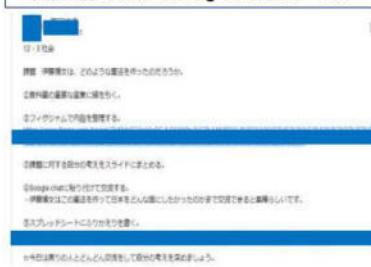 12・3 社会
課題 伊藤博文は、どのような憲法を作ったのだろうか。
①教科書の重要な言葉に線を引く。
②フィグジャムで内容を整理する。
③課題に対する自分の考えをスライドにまとめる。
④Google chatに貼り付けて交流する。
→伊藤博文はこの憲法を作って日本をどんな国にしたかったのかまで交流できると素晴らしいです。
⑤スプレッドシートにふりかえりを書く。
※今日は周りの人とどんどん交流をして自分の考えを深めましょう。